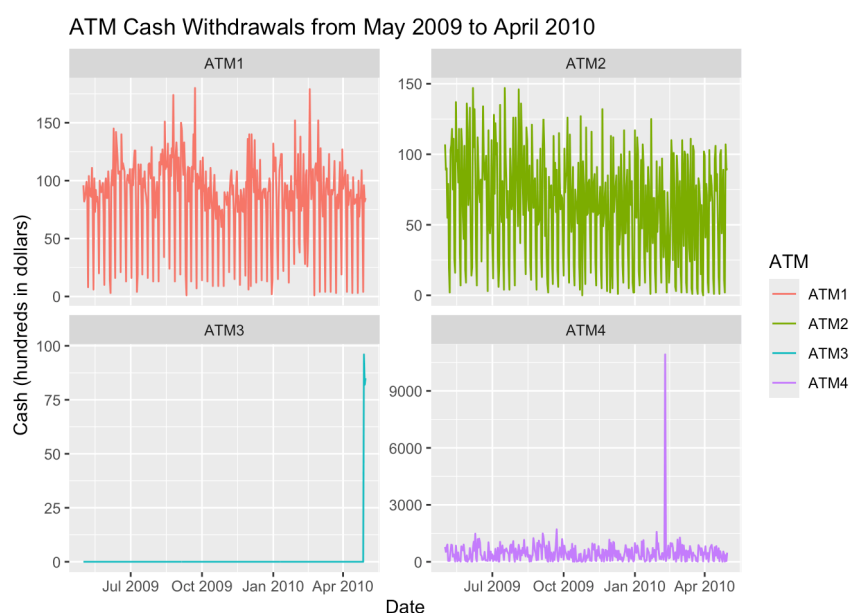 ATM Cash Withdrawals from May 2009 to April 2010
ATM1
ATM2
150
100
50
0
150
100
50
0
ATM3
ATM4
100
75
50
25
0
9000
6000
3000
0
Jul 2009 Oct 2009 Jan 2010 Apr 2010
Jul 2009 Oct 2009 Jan 2010 Apr 2010
Date
Cash (hundreds in dollars)
ATM
ATM1
ATM2
ATM3
ATM4